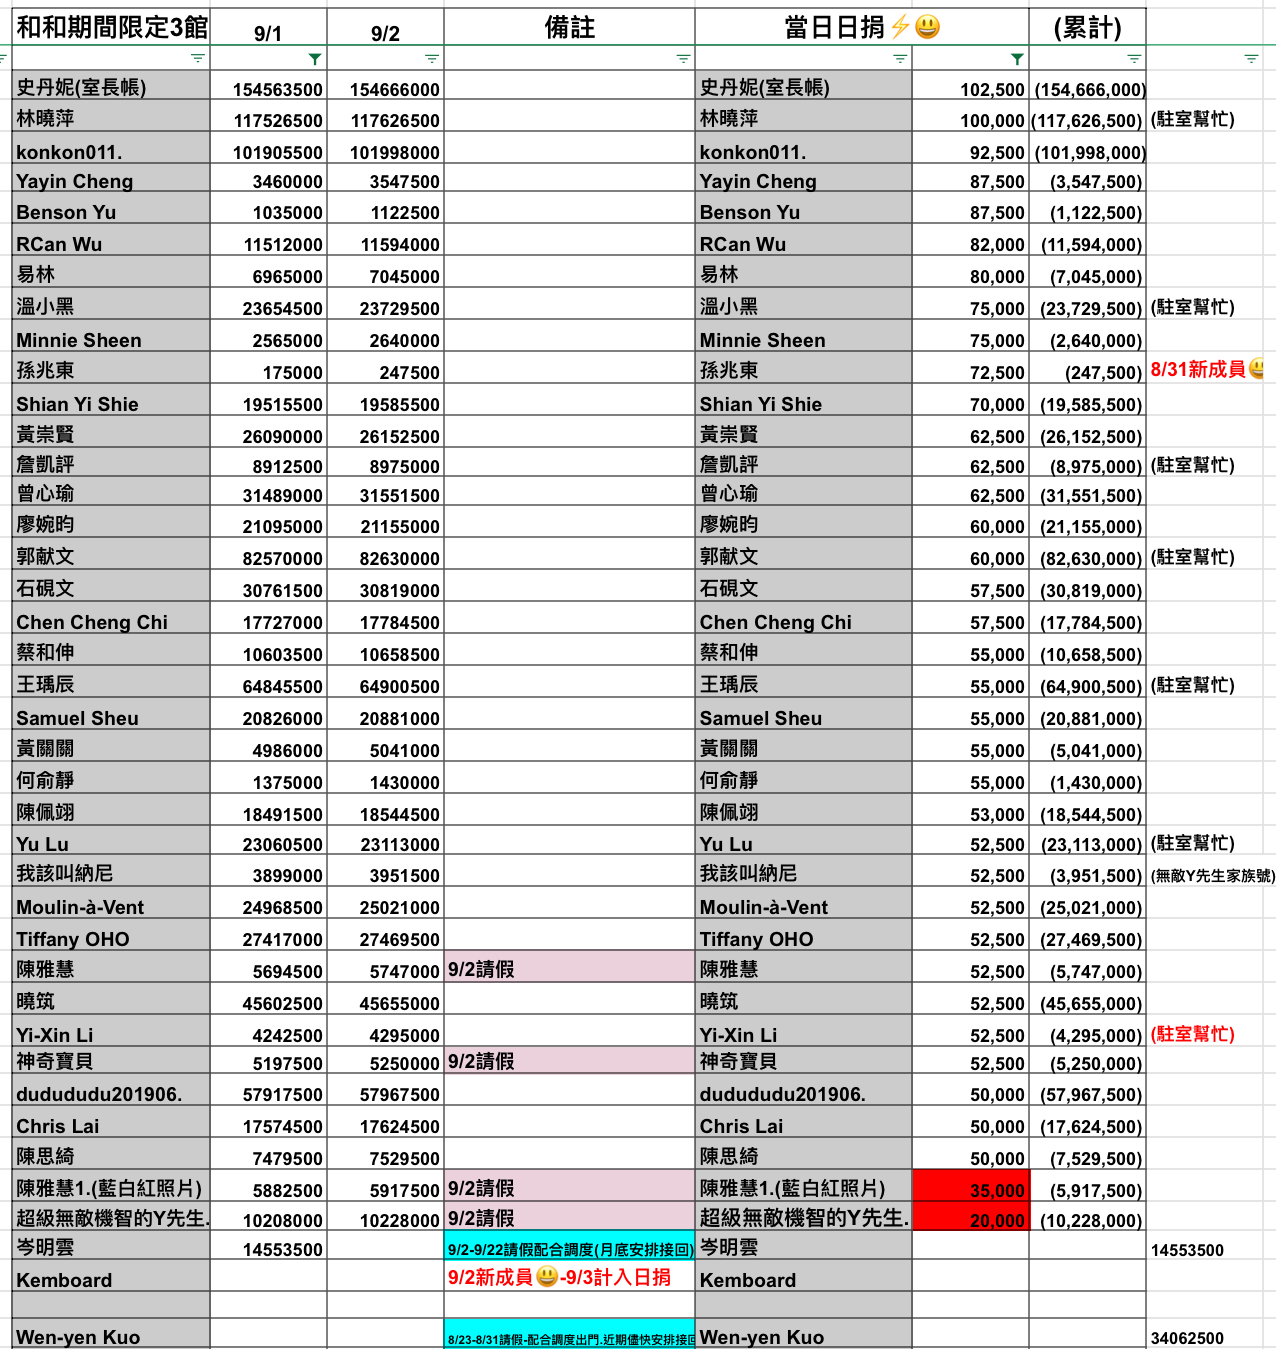 和和期間限定3館 9/1 9/2 備註 當日日捐⚡😃 (累計)
史丹妮(室長帳) 154563500 154666000 史丹妮(室長帳) 102,500 (154,666,000)
林曉萍 117526500 117626500 林曉萍 100,000 (117,626,500) (駐室幫忙)
konkon011. 101905500 101998000 konkon011. 92,500 (101,998,000)
Yayin Cheng 3460000 3547500 Yayin Cheng 87,500 (3,547,500)
Benson Yu 1035000 1122500 Benson Yu 87,500 (1,122,500)
RCan Wu 11512000 11594000 RCan Wu 82,000 (11,594,000)
易林 6965000 7045000 易林 80,000 (7,045,000)
溫小黑 23654500 23729500 溫小黑 75,000 (23,729,500) (駐室幫忙)
Minnie Sheen 2565000 2640000 Minnie Sheen 75,000 (2,640,000)
孫兆東 175000 247500 孫兆東 72,500 (247,500) 8/31新成員😃
Shian Yi Shie 19515500 19585500 Shian Yi Shie 70,000 (19,585,500)
黃崇賢 26090000 26152500 黃崇賢 62,500 (26,152,500)
詹凱評 8912500 8975000 詹凱評 62,500 (8,975,000) (駐室幫忙)
曾心瑜 31489000 31551500 曾心瑜 62,500 (31,551,500)
廖婉昀 21095000 21155000 廖婉昀 60,000 (21,155,000)
郭献文 82570000 82630000 郭献文 60,000 (82,630,000) (駐室幫忙)
石硯文 30761500 30819000 石硯文 57,500 (30,819,000)
Chen Cheng Chi 17727000 17784500 Chen Cheng Chi 57,500 (17,784,500)
蔡和伸 10603500 10658500 蔡和伸 55,000 (10,658,500)
王瑀辰 64845500 64900500 王瑀辰 55,000 (64,900,500) (駐室幫忙)
Samuel Sheu 20826000 20881000 Samuel Sheu 55,000 (20,881,000)
黃關關 4986000 5041000 黃關關 55,000 (5,041,000)
何俞靜 1375000 1430000 何俞靜 55,000 (1,430,000)
陳佩翊 18491500 18544500 陳佩翊 53,000 (18,544,500)
Yu Lu 23060500 23113000 Yu Lu 52,500 (23,113,000) (駐室幫忙)
我該叫納尼 3899000 3951500 我該叫納尼 52,500 (3,951,500) (無敵Y先生家族號)
Moulin-à-Vent 24968500 25021000 Moulin-à-Vent 52,500 (25,021,000)
Tiffany OHO 27417000 27469500 Tiffany OHO 52,500 (27,469,500)
陳雅慧 5694500 5747000 9/2請假 陳雅慧 52,500 (5,747,000)
曉筑 45602500 45655000 曉筑 52,500 (45,655,000)
Yi-Xin Li 4242500 4295000 Yi-Xin Li 52,500 (4,295,000) (駐室幫忙)
神奇寶貝 5197500 5250000 9/2請假 神奇寶貝 52,500 (5,250,000)
dudududu201906. 57917500 57967500 dudududu201906. 50,000 (57,967,500)
Chris Lai 17574500 17624500 Chris Lai 50,000 (17,624,500)
陳思綺 7479500 7529500 陳思綺 50,000 (7,529,500)
陳雅慧1.(藍白紅照片) 5882500 5917500 9/2請假 陳雅慧1.(藍白紅照片) 35,000 (5,917,500)
超級無敵機智的Y先生. 10208000 10228000 9/2請假 超級無敵機智的Y先生. 20,000 (10,228,000)
岑明雲 14553500 9/2-9/22請假配合調度(月底安排接回) 岑明雲 14553500
Kemboard 9/2新成員😃-9/3計入日捐 Kemboard
Wen-yen Kuo 8/23-8/31請假-配合調度出門.近期儘快安排接回 Wen-yen Kuo 34062500